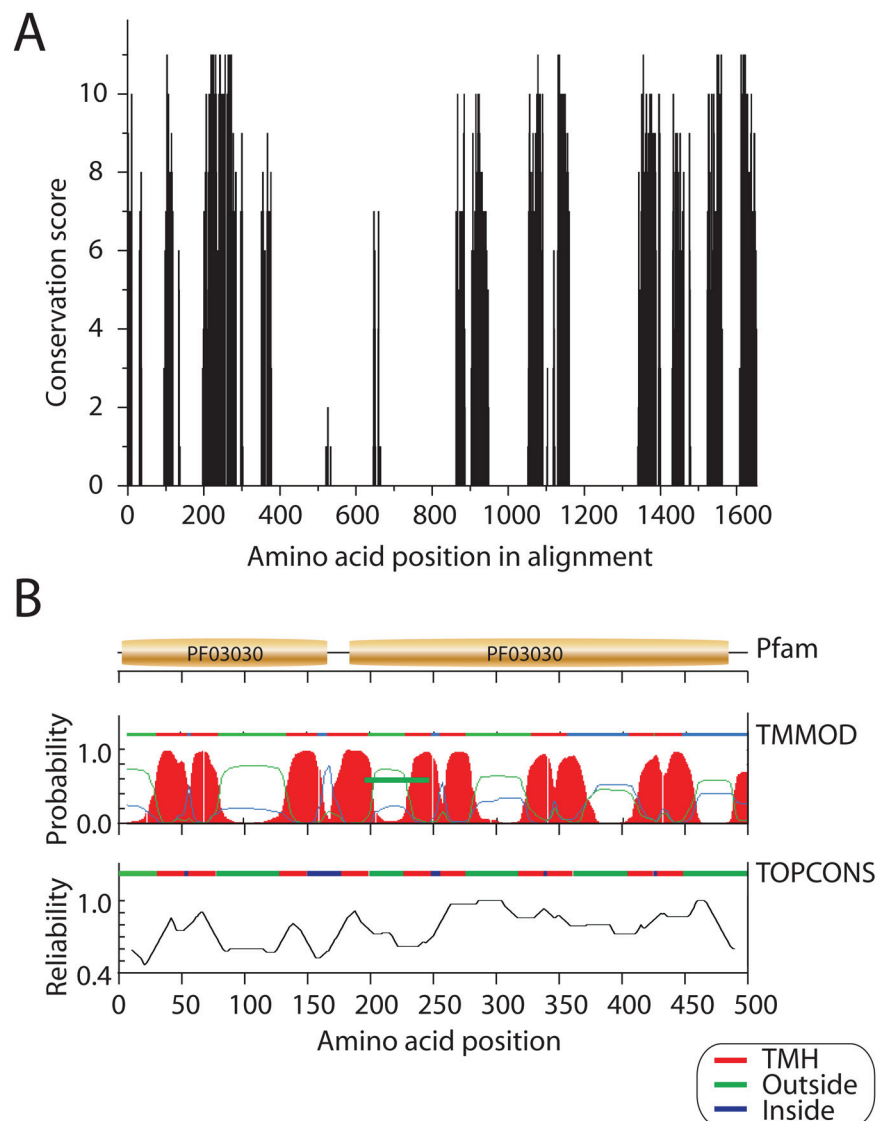 A
Conservation score
10
8
6
4
2
0
0 200 400 600 800 1000 1200 1400 1600
Amino acid position in alignment
B
PF03030 PF03030 Pfam
TMMOD
Probability
1.0
0.0
TOPCONS
Reliability
1.0
0.4
0 50 100 150 200 250 300 350 400 450 500
Amino acid position
TMH
Outside
Inside